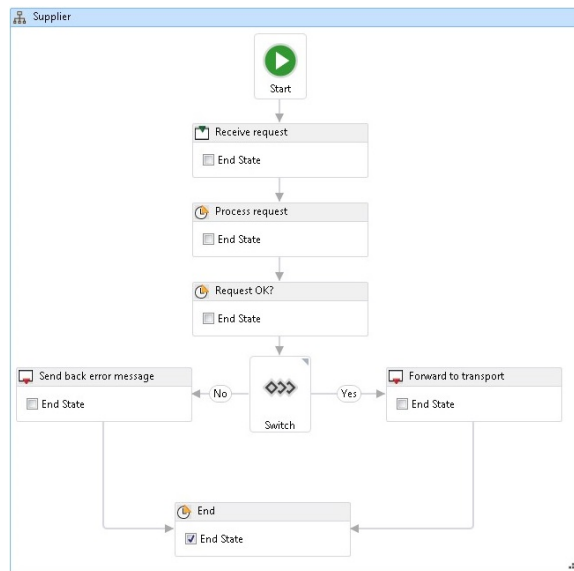 Supplier
Start
Receive request
End State
Process request
End State
Request OK?
End State
Send back error message
End State
No
Switch
Yes
Forward to transport
End State
End
End State